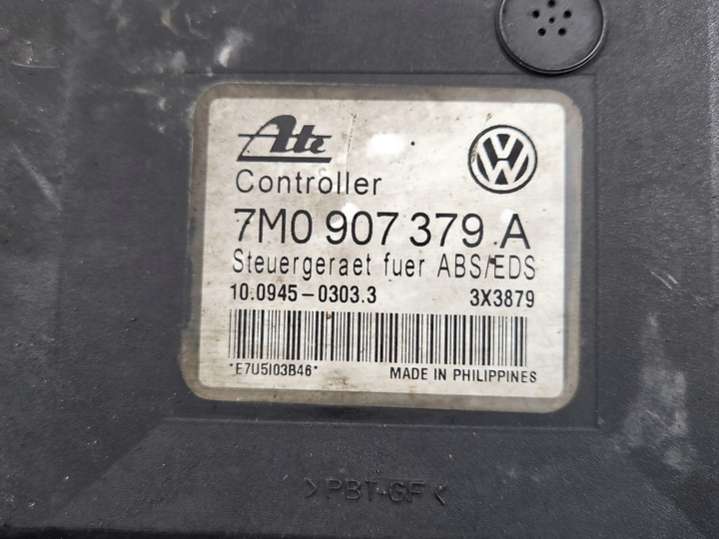 Ate
Controller
7M0 907 379 A
Steuergeraet fuer ABS/EDS
10.0945-0303.3 3X3879
*E7U5I03B46* MADE IN PHILIPPINES
>PBT-GF<